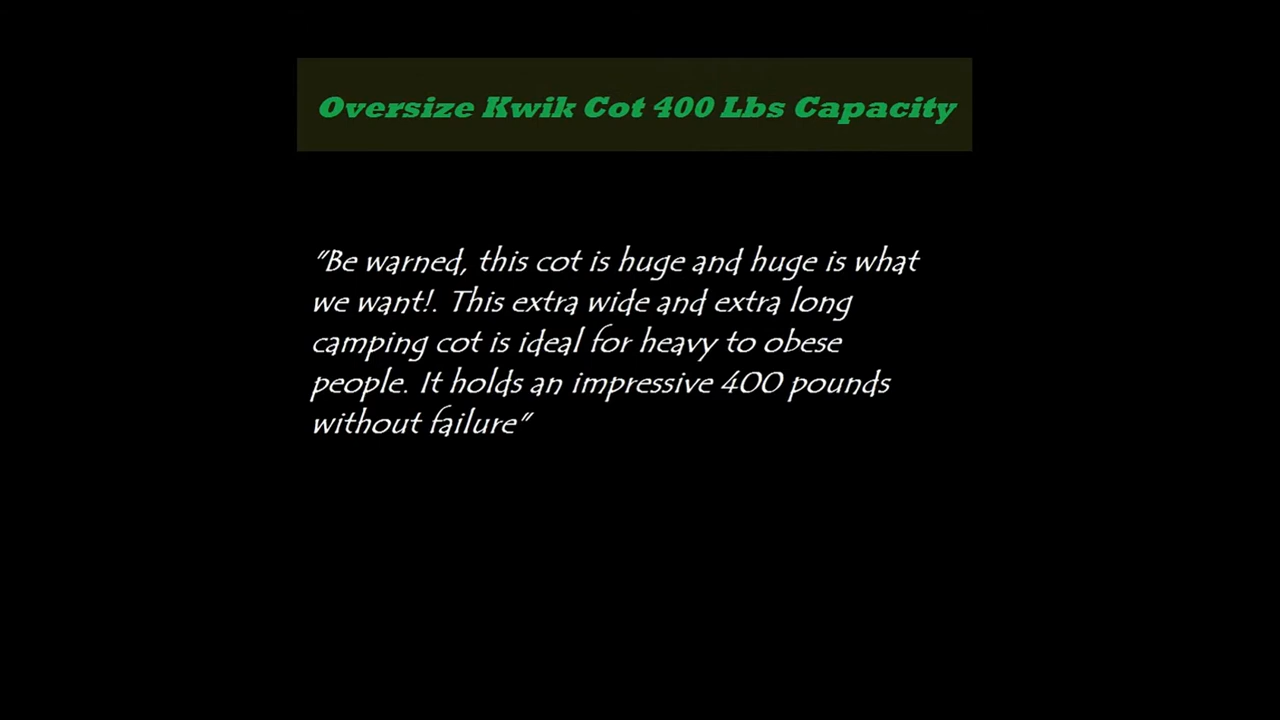 Oversize Kwik Cot 400 Lbs Capacity
"Be warned, this cot is huge and huge is what
we want!. This extra wide and extra long
camping cot is ideal for heavy to obese
people. It holds an impressive 400 pounds
without failure"